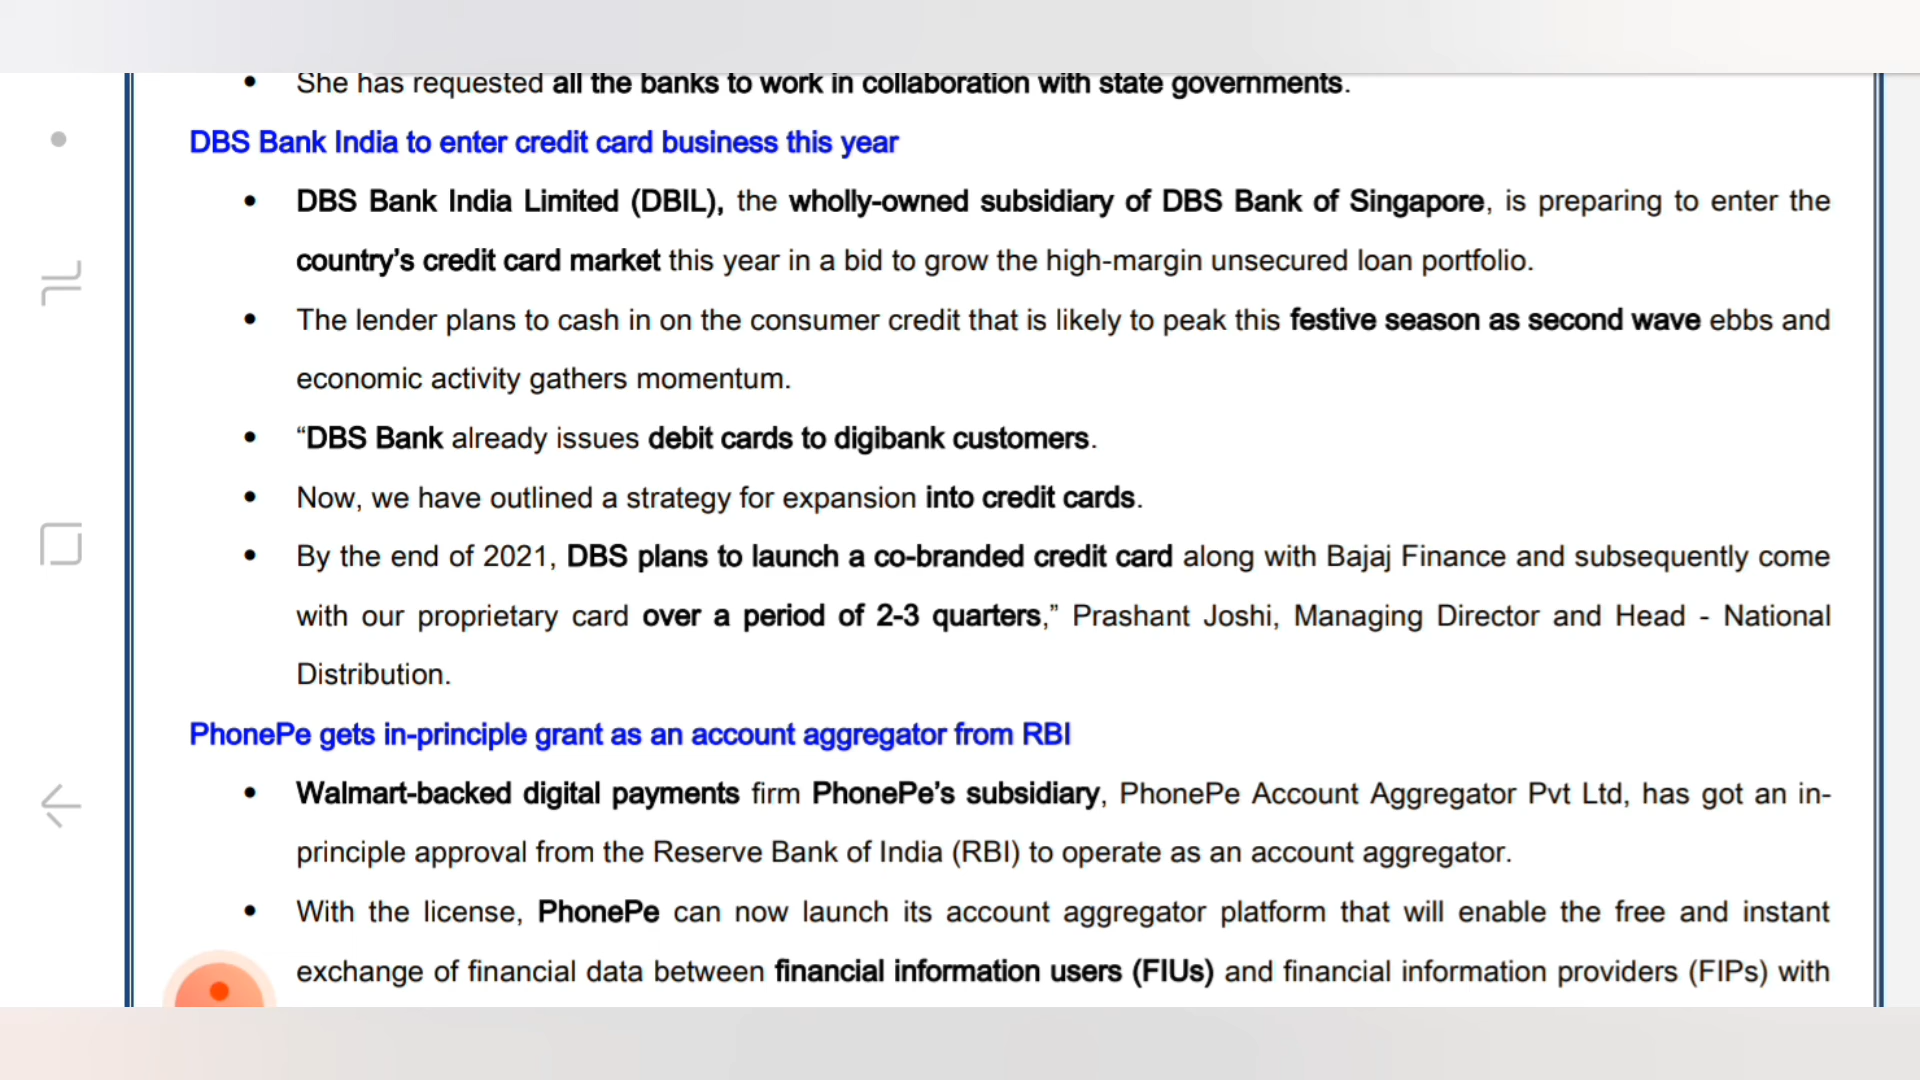 • She has requested all the banks to work in collaboration with state governments.
DBS Bank India to enter credit card business this year
• DBS Bank India Limited (DBIL), the wholly-owned subsidiary of DBS Bank of Singapore, is preparing to enter the
country’s credit card market this year in a bid to grow the high-margin unsecured loan portfolio.
• The lender plans to cash in on the consumer credit that is likely to peak this festive season as second wave ebbs and
economic activity gathers momentum.
• “DBS Bank already issues debit cards to digibank customers.
• Now, we have outlined a strategy for expansion into credit cards.
• By the end of 2021, DBS plans to launch a co-branded credit card along with Bajaj Finance and subsequently come
with our proprietary card over a period of 2-3 quarters,” Prashant Joshi, Managing Director and Head - National
Distribution.
PhonePe gets in-principle grant as an account aggregator from RBI
• Walmart-backed digital payments firm PhonePe’s subsidiary, PhonePe Account Aggregator Pvt Ltd, has got an in-
principle approval from the Reserve Bank of India (RBI) to operate as an account aggregator.
• With the license, PhonePe can now launch its account aggregator platform that will enable the free and instant
exchange of financial data between financial information users (FIUs) and financial information providers (FIPs) with